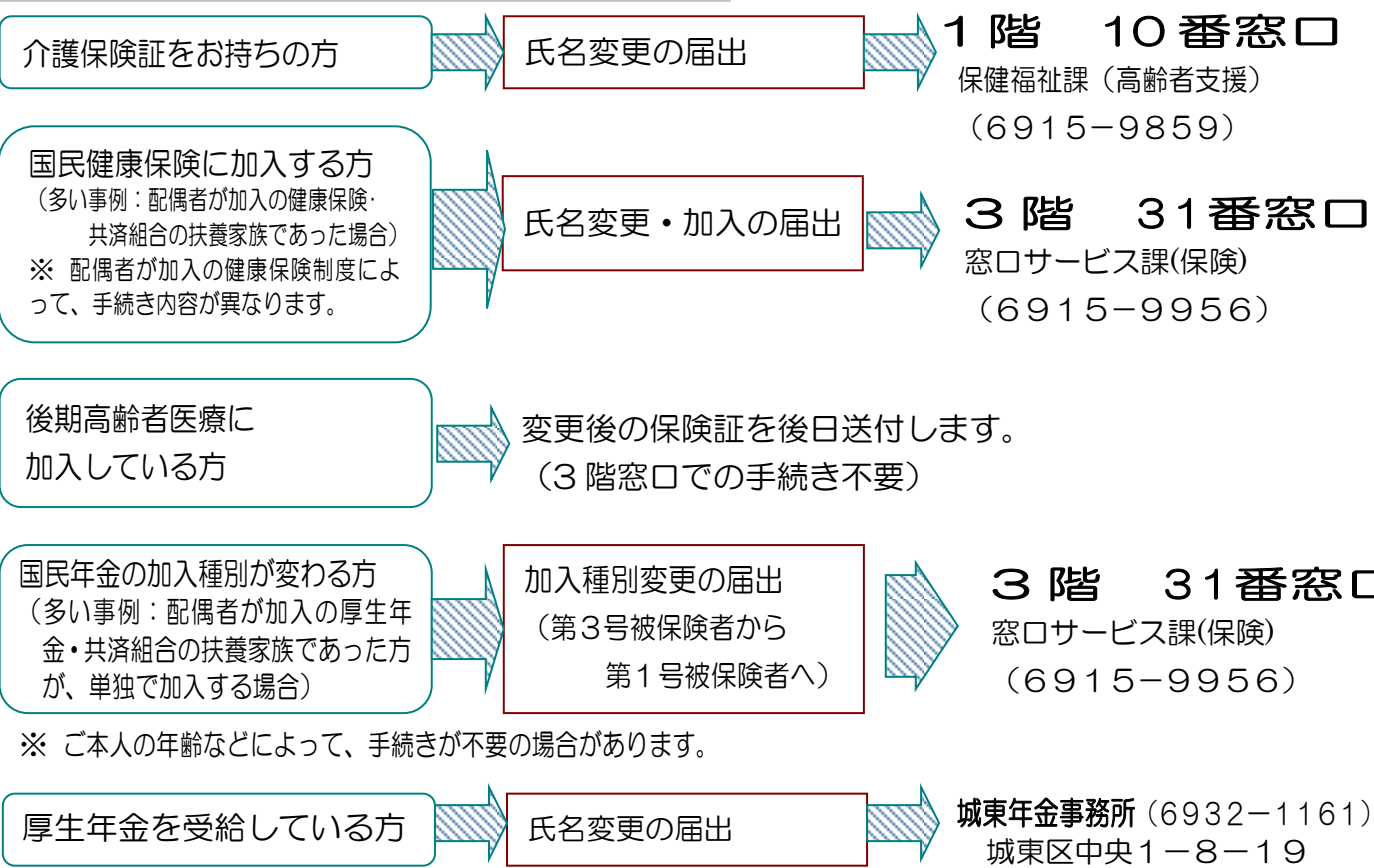 介護保険証をお持ちの方
氏名変更の届出
1階　10番窓口
保健福祉課（高齢者支援）
（6915－9859）
国民健康保険に加入する方
（多い事例：配偶者が加入の健康保険・
共済組合の扶養家族であった場合）
※ 配偶者が加入の健康保険制度によ
って、手続き内容が異なります。
氏名変更・加入の届出
3階　31番窓口
窓口サービス課(保険)
（6915－9956）
後期高齢者医療に
加入している方
変更後の保険証を後日送付します。
（3階窓口での手続き不要）
国民年金の加入種別が変わる方
（多い事例：配偶者が加入の厚生年
金・共済組合の扶養家族であった方
が、単独で加入する場合）
加入種別変更の届出
（第3号被保険者から
第1号被保険者へ）
3階　31番窓口
窓口サービス課(保険)
（6915－9956）
※ ご本人の年齢などによって、手続きが不要の場合があります。
厚生年金を受給している方
氏名変更の届出
城東年金事務所（6932－1161）
城東区中央1－8－19